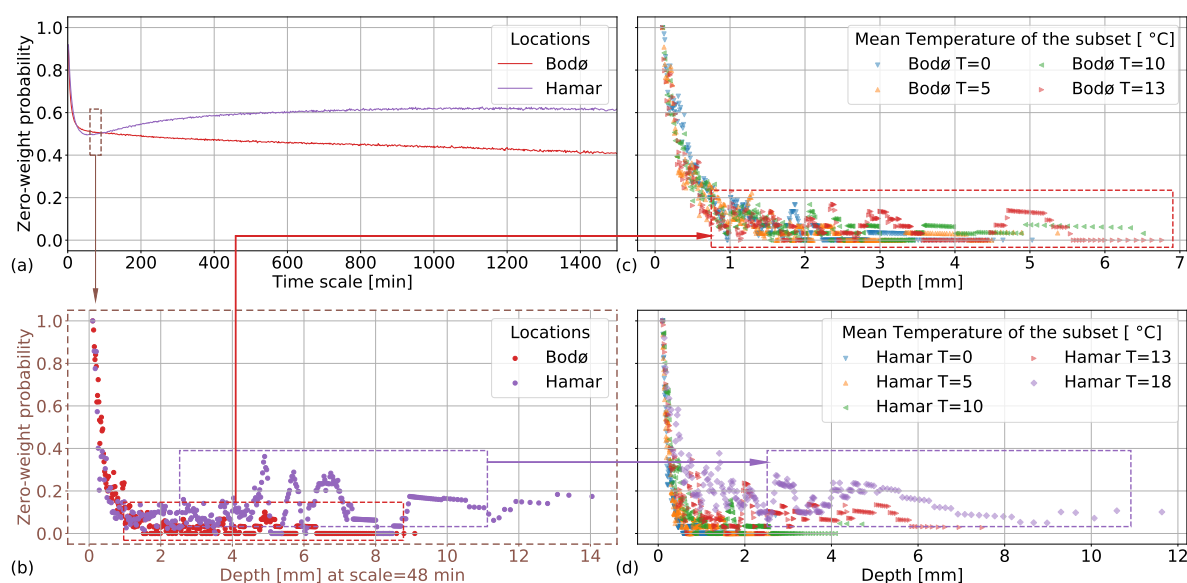 Zero-weight probability
1.0
0.8
0.6
0.4
0.2
0.0
Locations
Bodø
Hamar
0 200 400 600 800 1000 1200 1400
Time scale [min]
(a)
Mean Temperature of the subset [ °C]
Bodø T=0
Bodø T=5
Bodø T=10
Bodø T=13
0 1 2 3 4 5 6 7
Depth [mm]
(c)
Zero-weight probability
1.0
0.8
0.6
0.4
0.2
0.0
Locations
Bodø
Hamar
0 2 4 6 8 10 12 14
Depth [mm] at scale=48 min
(b)
Mean Temperature of the subset [ °C]
Hamar T=0
Hamar T=5
Hamar T=10
Hamar T=13
Hamar T=18
0 2 4 6 8 10 12
Depth [mm]
(d)